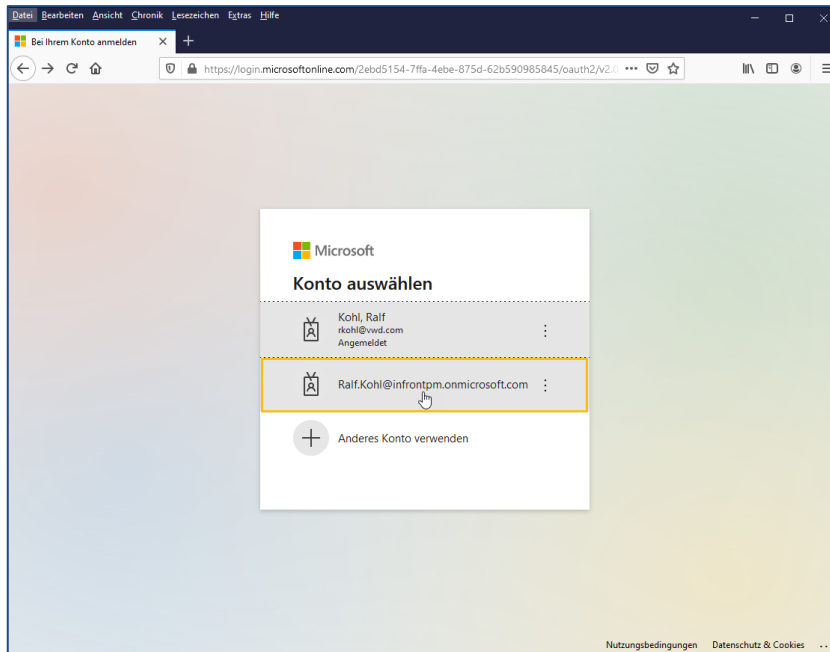 Datei Bearbeiten Ansicht Chronik Lesezeichen Extras Hilfe
Bei Ihrem Konto anmelden
https://login.microsoftonline.com/2ebd5154-7ffa-4ebe-875d-62b590985845/oauth2/v2.0
Microsoft
Konto auswählen
Kohl, Ralf
rkohl@vwd.com
Angemeldet
Ralf.Kohl@infrontpm.onmicrosoft.com
Anderes Konto verwenden
Nutzungsbedingungen Datenschutz & Cookies